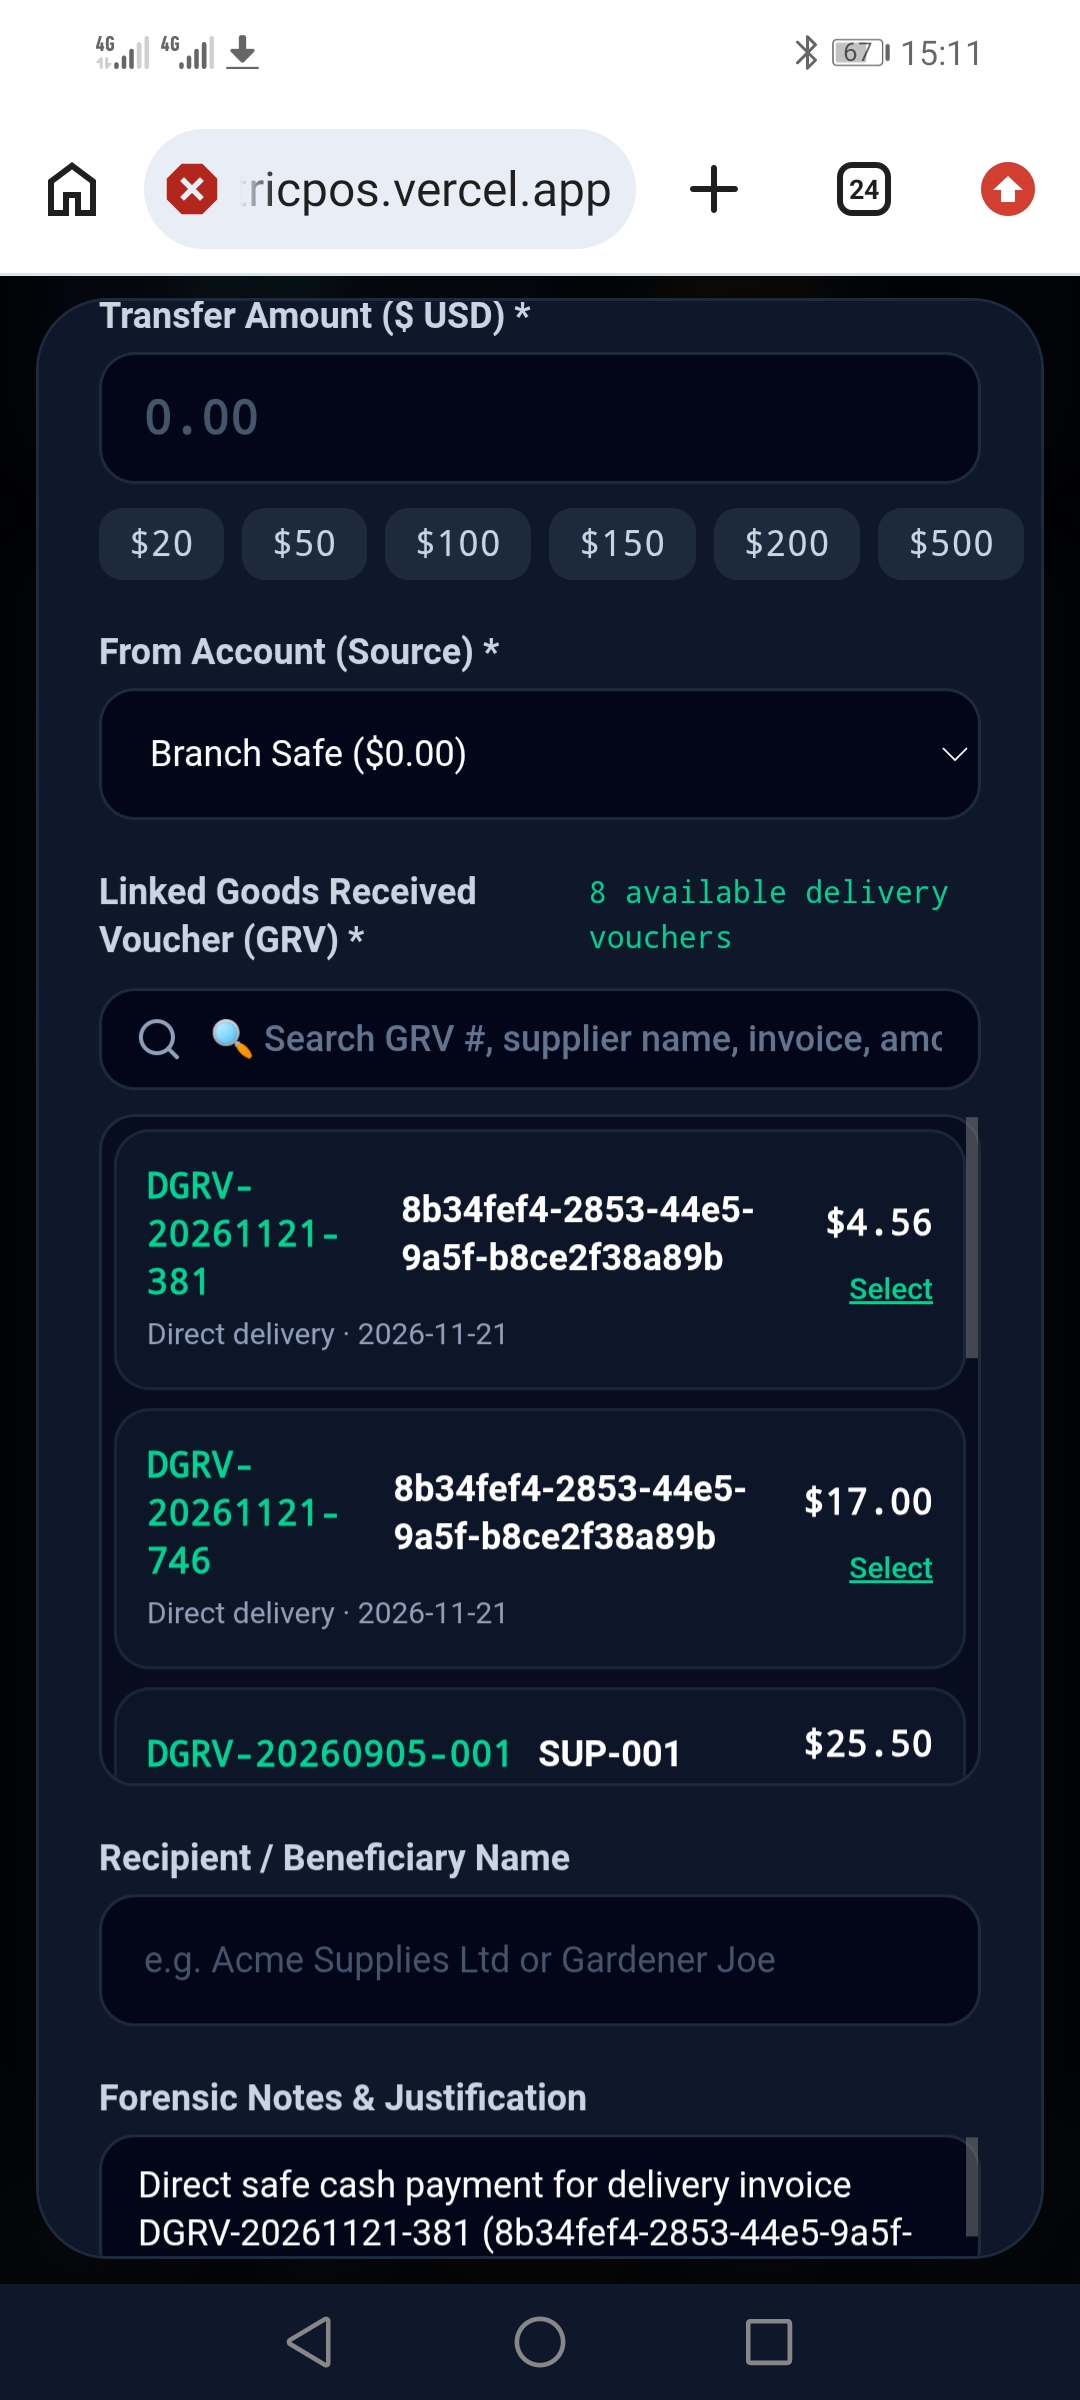 4G 4G 67 15:11
ricpos.vercel.app 24
Transfer Amount ($ USD) *
0.00
$20 $50 $100 $150 $200 $500
From Account (Source) *
Branch Safe ($0.00)
Linked Goods Received
Voucher (GRV) *
8 available delivery
vouchers
🔍 Search GRV #, supplier name, invoice, amo
DGRV-
20261121-
381
8b34fef4-2853-44e5-
9a5f-b8ce2f38a89b
$4.56
Select
Direct delivery · 2026-11-21
DGRV-
20261121-
746
8b34fef4-2853-44e5-
9a5f-b8ce2f38a89b
$17.00
Select
Direct delivery · 2026-11-21
DGRV-20260905-001 SUP-001 $25.50
Recipient / Beneficiary Name
e.g. Acme Supplies Ltd or Gardener Joe
Forensic Notes & Justification
Direct safe cash payment for delivery invoice
DGRV-20261121-381 (8b34fef4-2853-44e5-9a5f-